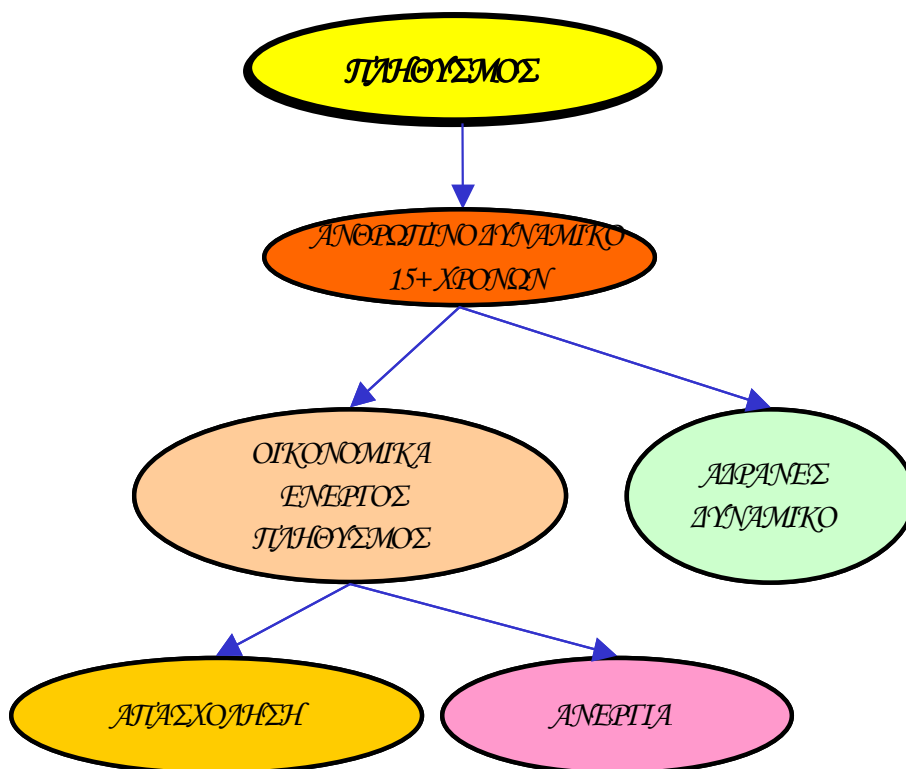 ΠΛΗΘΥΣΜΟΣ
ΑΝΘΡΩΠΙΝΟ ΔΥΝΑΜΙΚΟ
15+ ΧΡΟΝΩΝ
ΟΙΚΟΝΟΜΙΚΑ
ΕΝΕΡΓΟΣ
ΠΛΗΘΥΣΜΟΣ
ΑΔΡΑΝΕΣ
ΔΥΝΑΜΙΚΟ
ΑΠΑΣΧΟΛΗΣΗ
ΑΝΕΡΓΙΑ